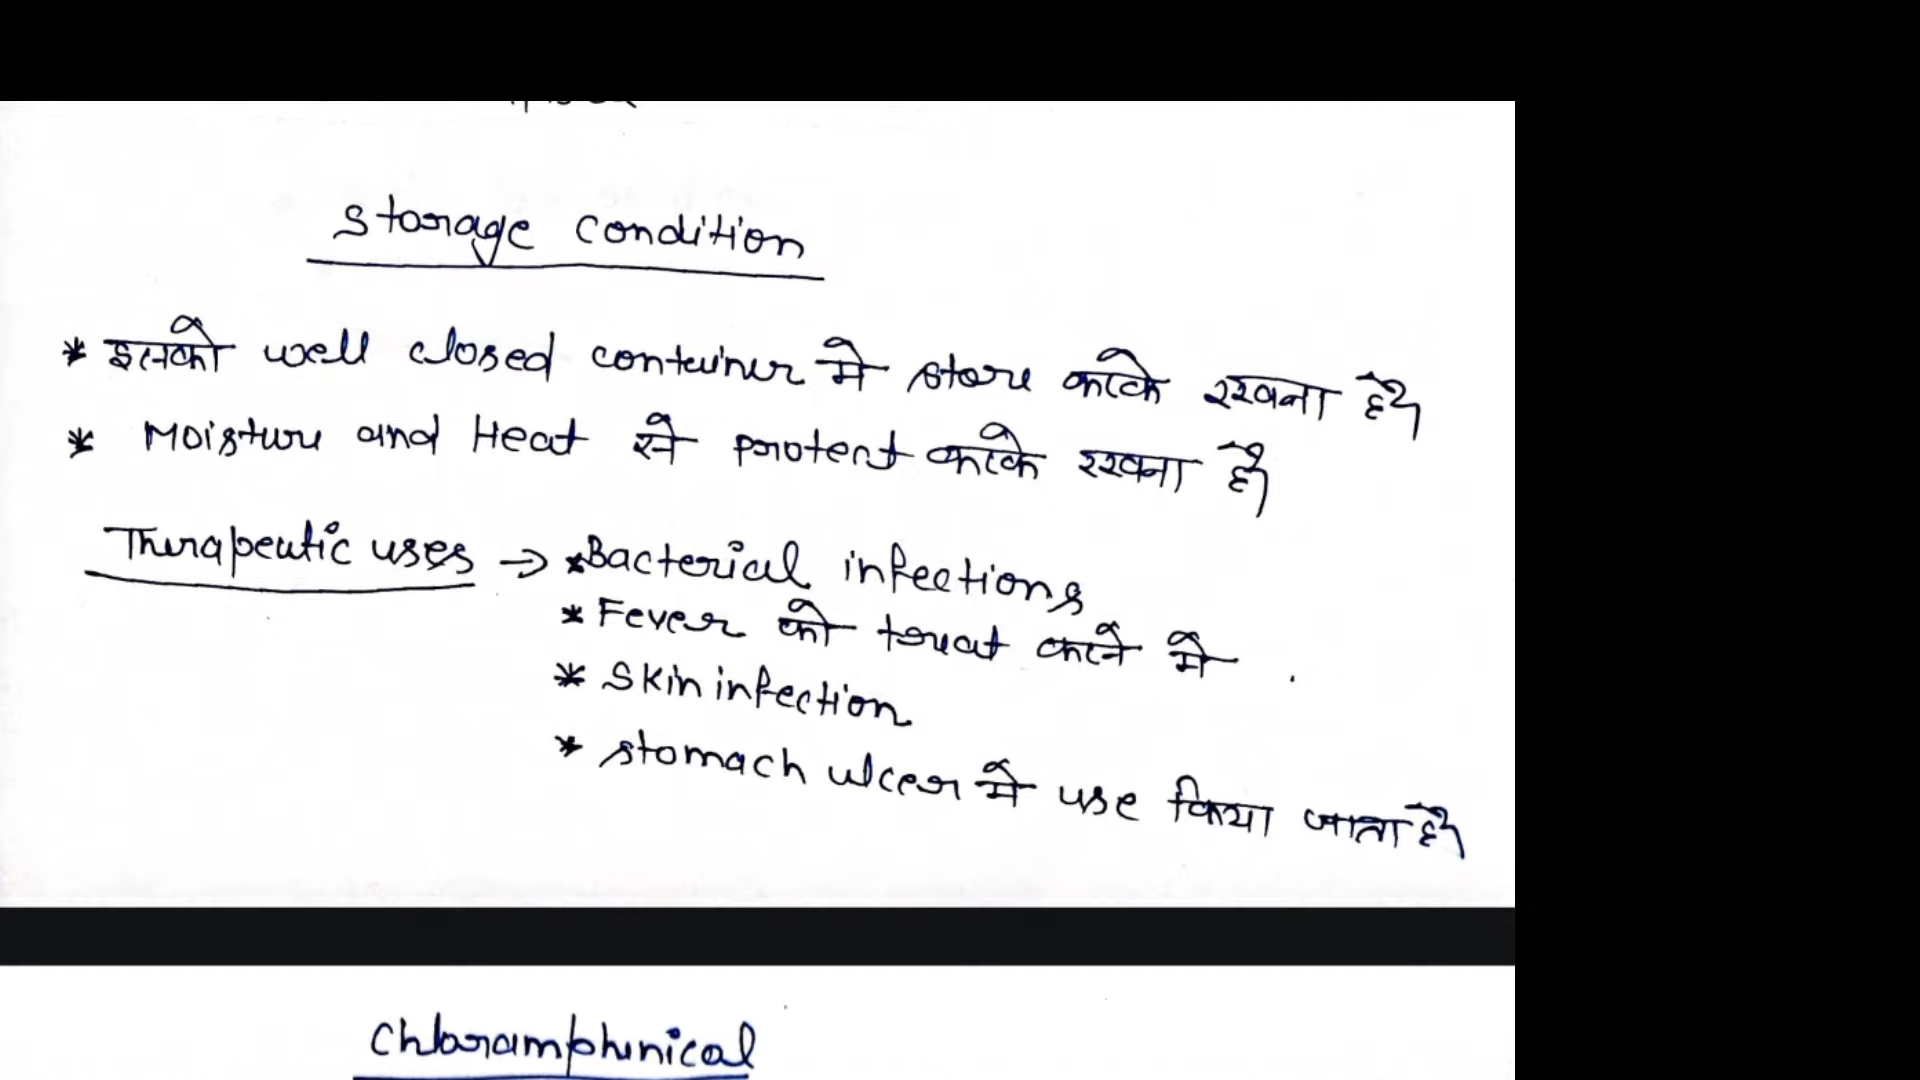 Storage condition
* इसको well closed container में store करके रखना है।
* Moisture and Heat से protect करके रखना है।
Therapeutic uses → * Bacterial infections
* Fever को treat करने में
* Skin infection
* stomach ulcer में use किया जाता है।
Chloramphenical